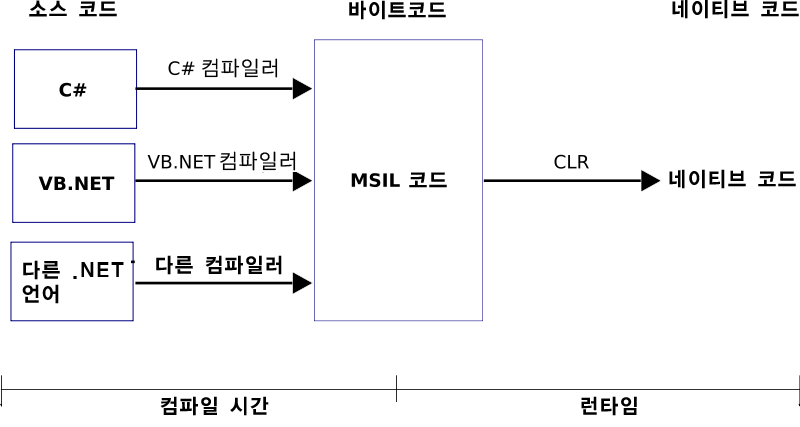 소스 코드
바이트코드
네이티브 코드
C#
C# 컴파일러
VB.NET
VB.NET 컴파일러
MSIL 코드
CLR
네이티브 코드
다른 .NET
언어
다른 컴파일러
컴파일 시간
런타임